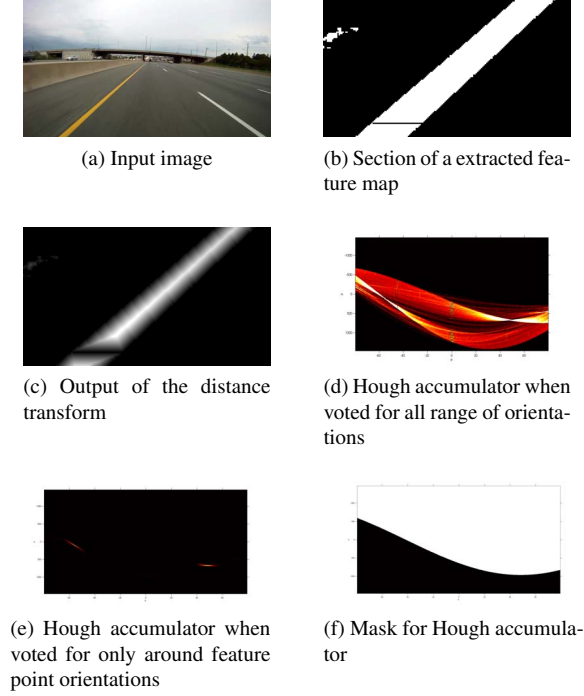 (a) Input image
(b) Section of a extracted fea-
ture map
(c) Output of the distance
transform
(d) Hough accumulator when
voted for all range of orienta-
tions
(e) Hough accumulator when
voted for only around feature
point orientations
(f) Mask for Hough accumula-
tor